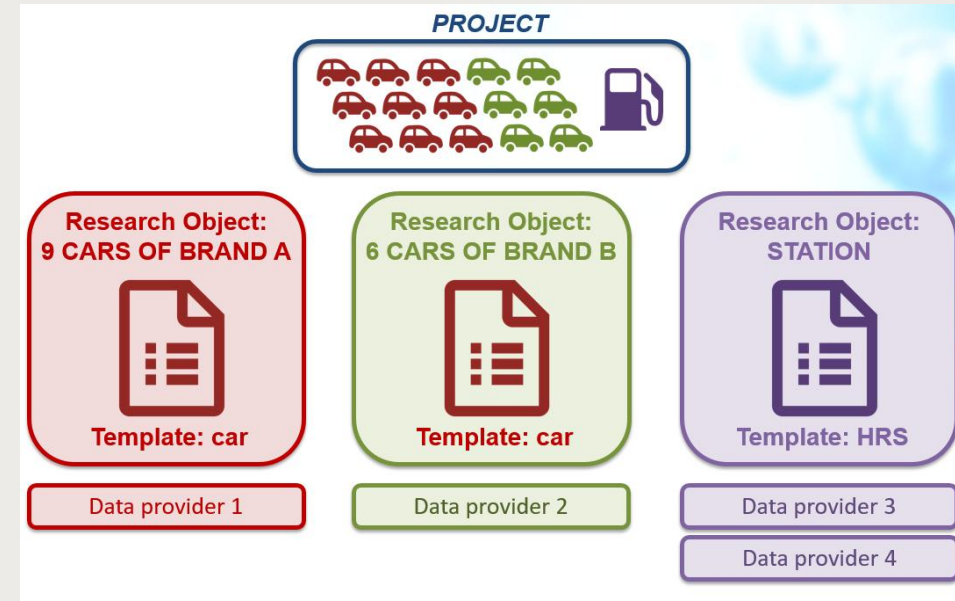 PROJECT
Research Object:
9 CARS OF BRAND A
Template: car
Data provider 1
Research Object:
6 CARS OF BRAND B
Template: car
Data provider 2
Research Object:
STATION
Template: HRS
Data provider 3
Data provider 4